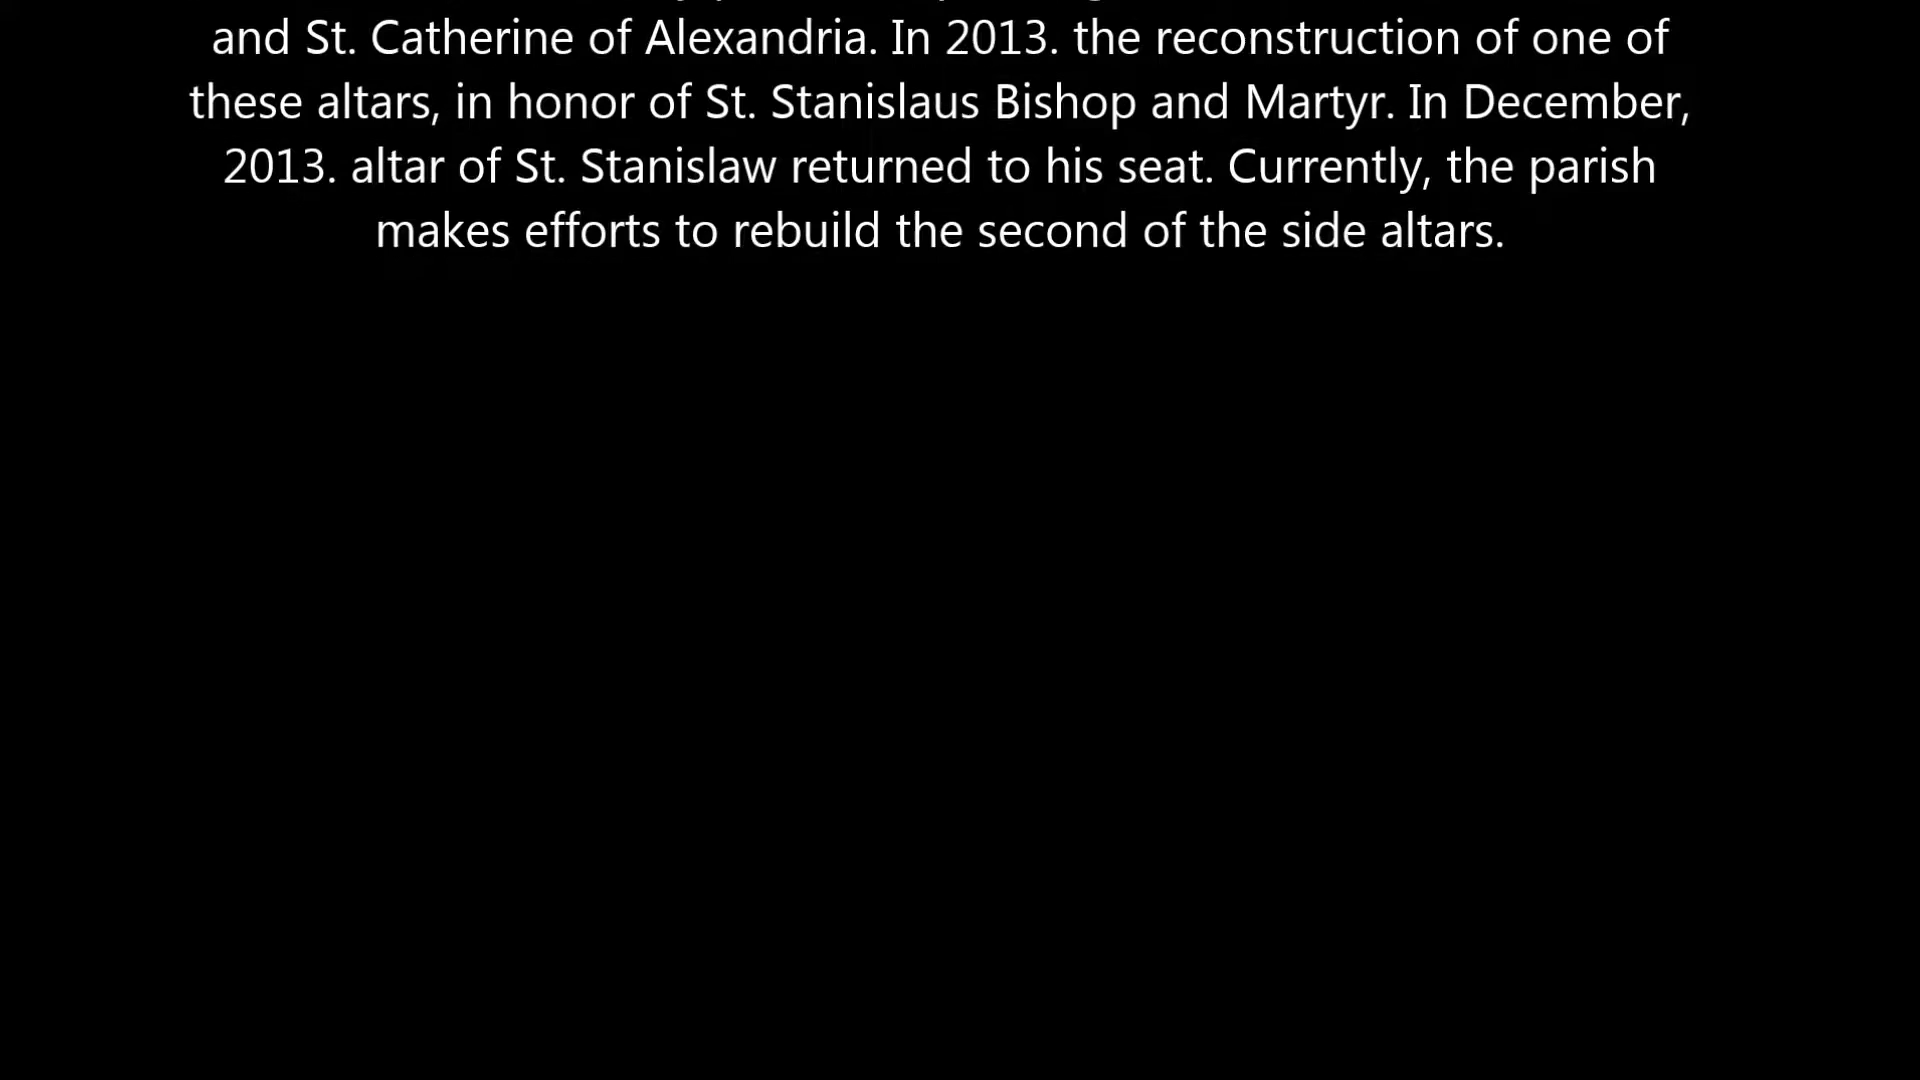 and St. Catherine of Alexandria. In 2013. the reconstruction of one of
these altars, in honor of St. Stanislaus Bishop and Martyr. In December,
2013. altar of St. Stanislaw returned to his seat. Currently, the parish
makes efforts to rebuild the second of the side altars.